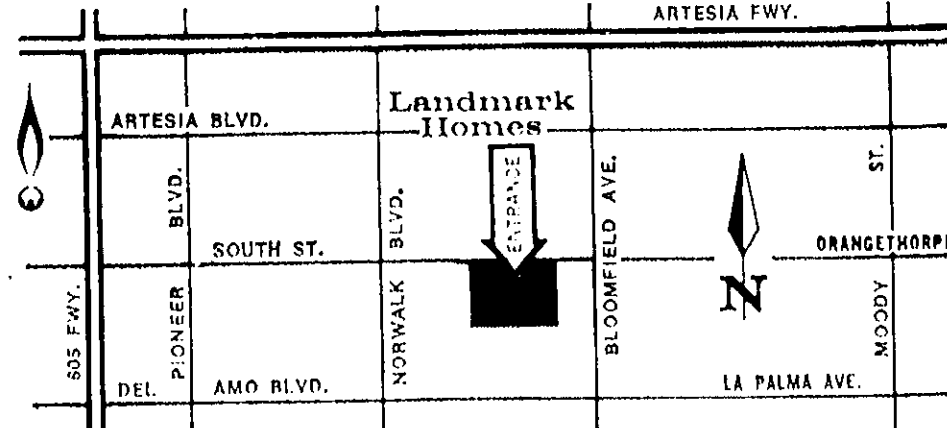 ARTESIA FWY.
Landmark
Homes
ARTESIA BLVD.
ENTRANCE
PIONEER BLVD.
NORWALK BLVD.
BLOOMFIELD AVE.
MOODY ST.
SOUTH ST.
ORANGETHORPE
N
605 FWY.
DEL AMO BLVD.
LA PALMA AVE.